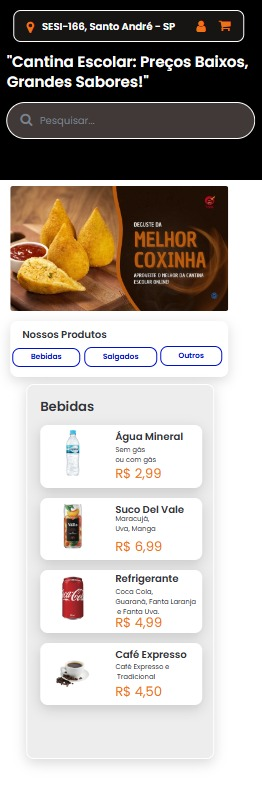 SESI-166, Santo André - SP
"Cantina Escolar: Preços Baixos,
Grandes Sabores!"
Pesquisar...
DEGUSTE DA
MELHOR
COXINHA
APROVEITE O MELHOR DA CANTINA
ESCOLAR ONLINE!
Nossos Produtos
Bebidas
Salgados
Outros
Bebidas
Água Mineral
Sem gás
ou com gás
R$ 2,99
Suco Del Vale
Maracujá,
Uva, Manga
R$ 6,99
Refrigerante
Coca Cola,
Guaraná, Fanta Laranja
e Fanta Uva.
R$ 4,99
Café Expresso
Café Expresso e
Tradicional
R$ 4,50